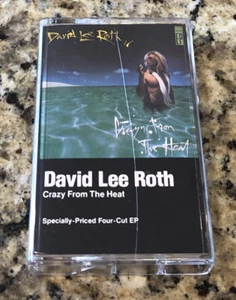 David Lee Roth
Crazy From
The Heat
David Lee Roth
Crazy From The Heat
Specially-Priced Four-Cut EP